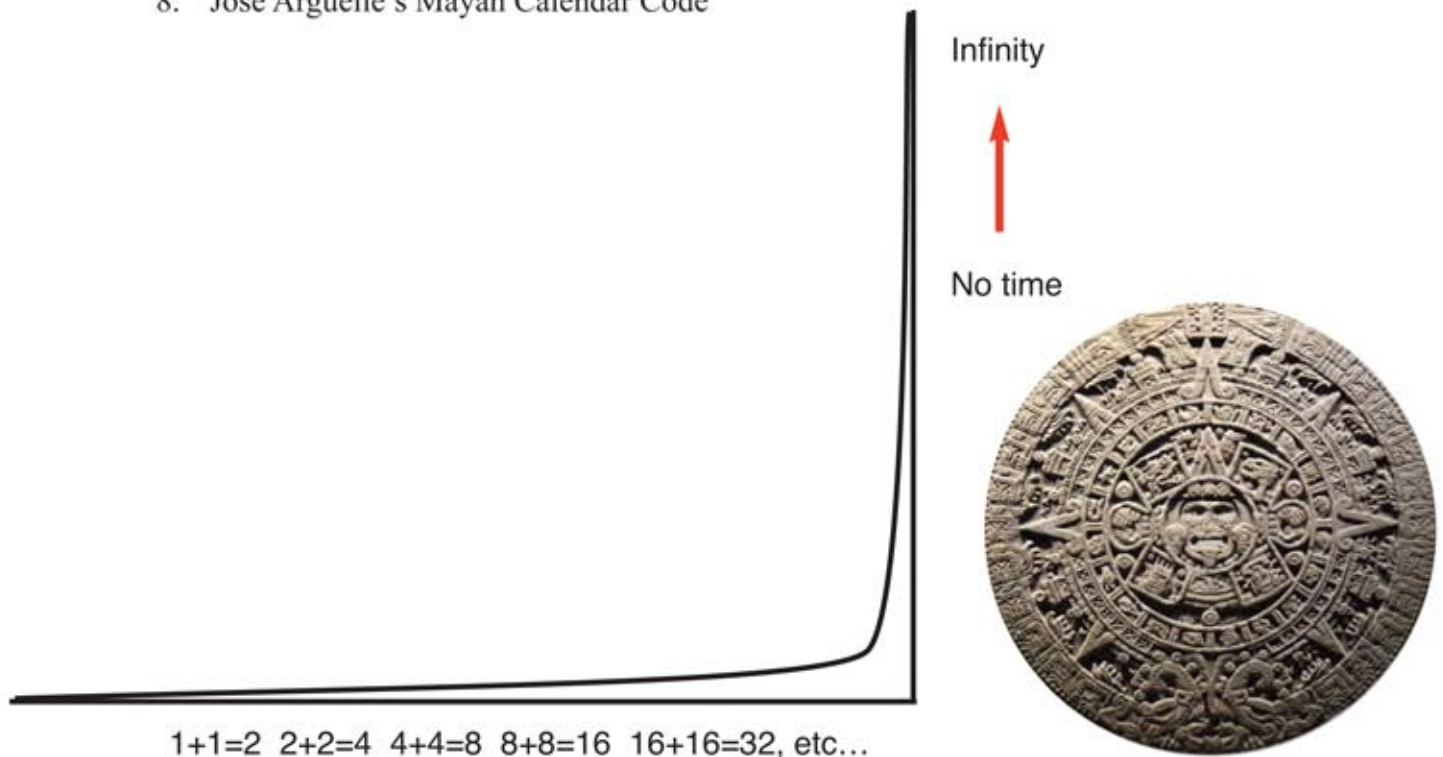 8. Jose Arguelle's Mayan Calendar Code
Infinity
No time
1+1=2 2+2=4 4+4=8 8+8=16 16+16=32, etc…